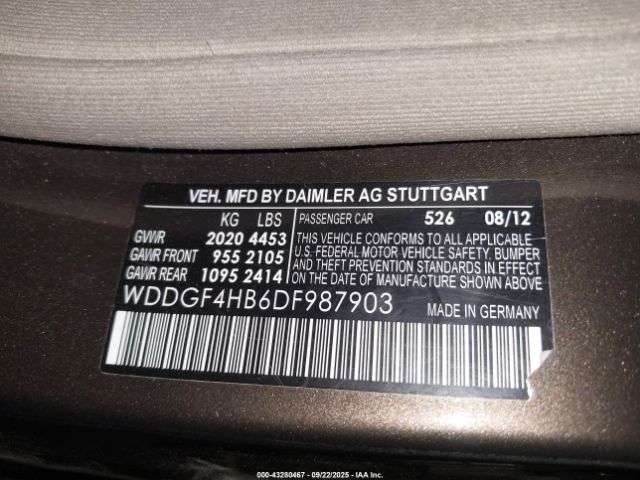 VEH. MFD BY DAIMLER AG STUTTGART
KG LBS
GVWR 2020 4453
GAWR FRONT 955 2105
GAWR REAR 1095 2414
PASSENGER CAR 526 08/12
THIS VEHICLE CONFORMS TO ALL APPLICABLE
U.S. FEDERAL MOTOR VEHICLE SAFETY, BUMPER
AND THEFT PREVENTION STANDARDS IN EFFECT
ON THE DATE OF MANUFACTURE SHOWN ABOVE
WDDGF4HB6DF987903
MADE IN GERMANY
000-43280467 - 09/22/2025 - IAA Inc.